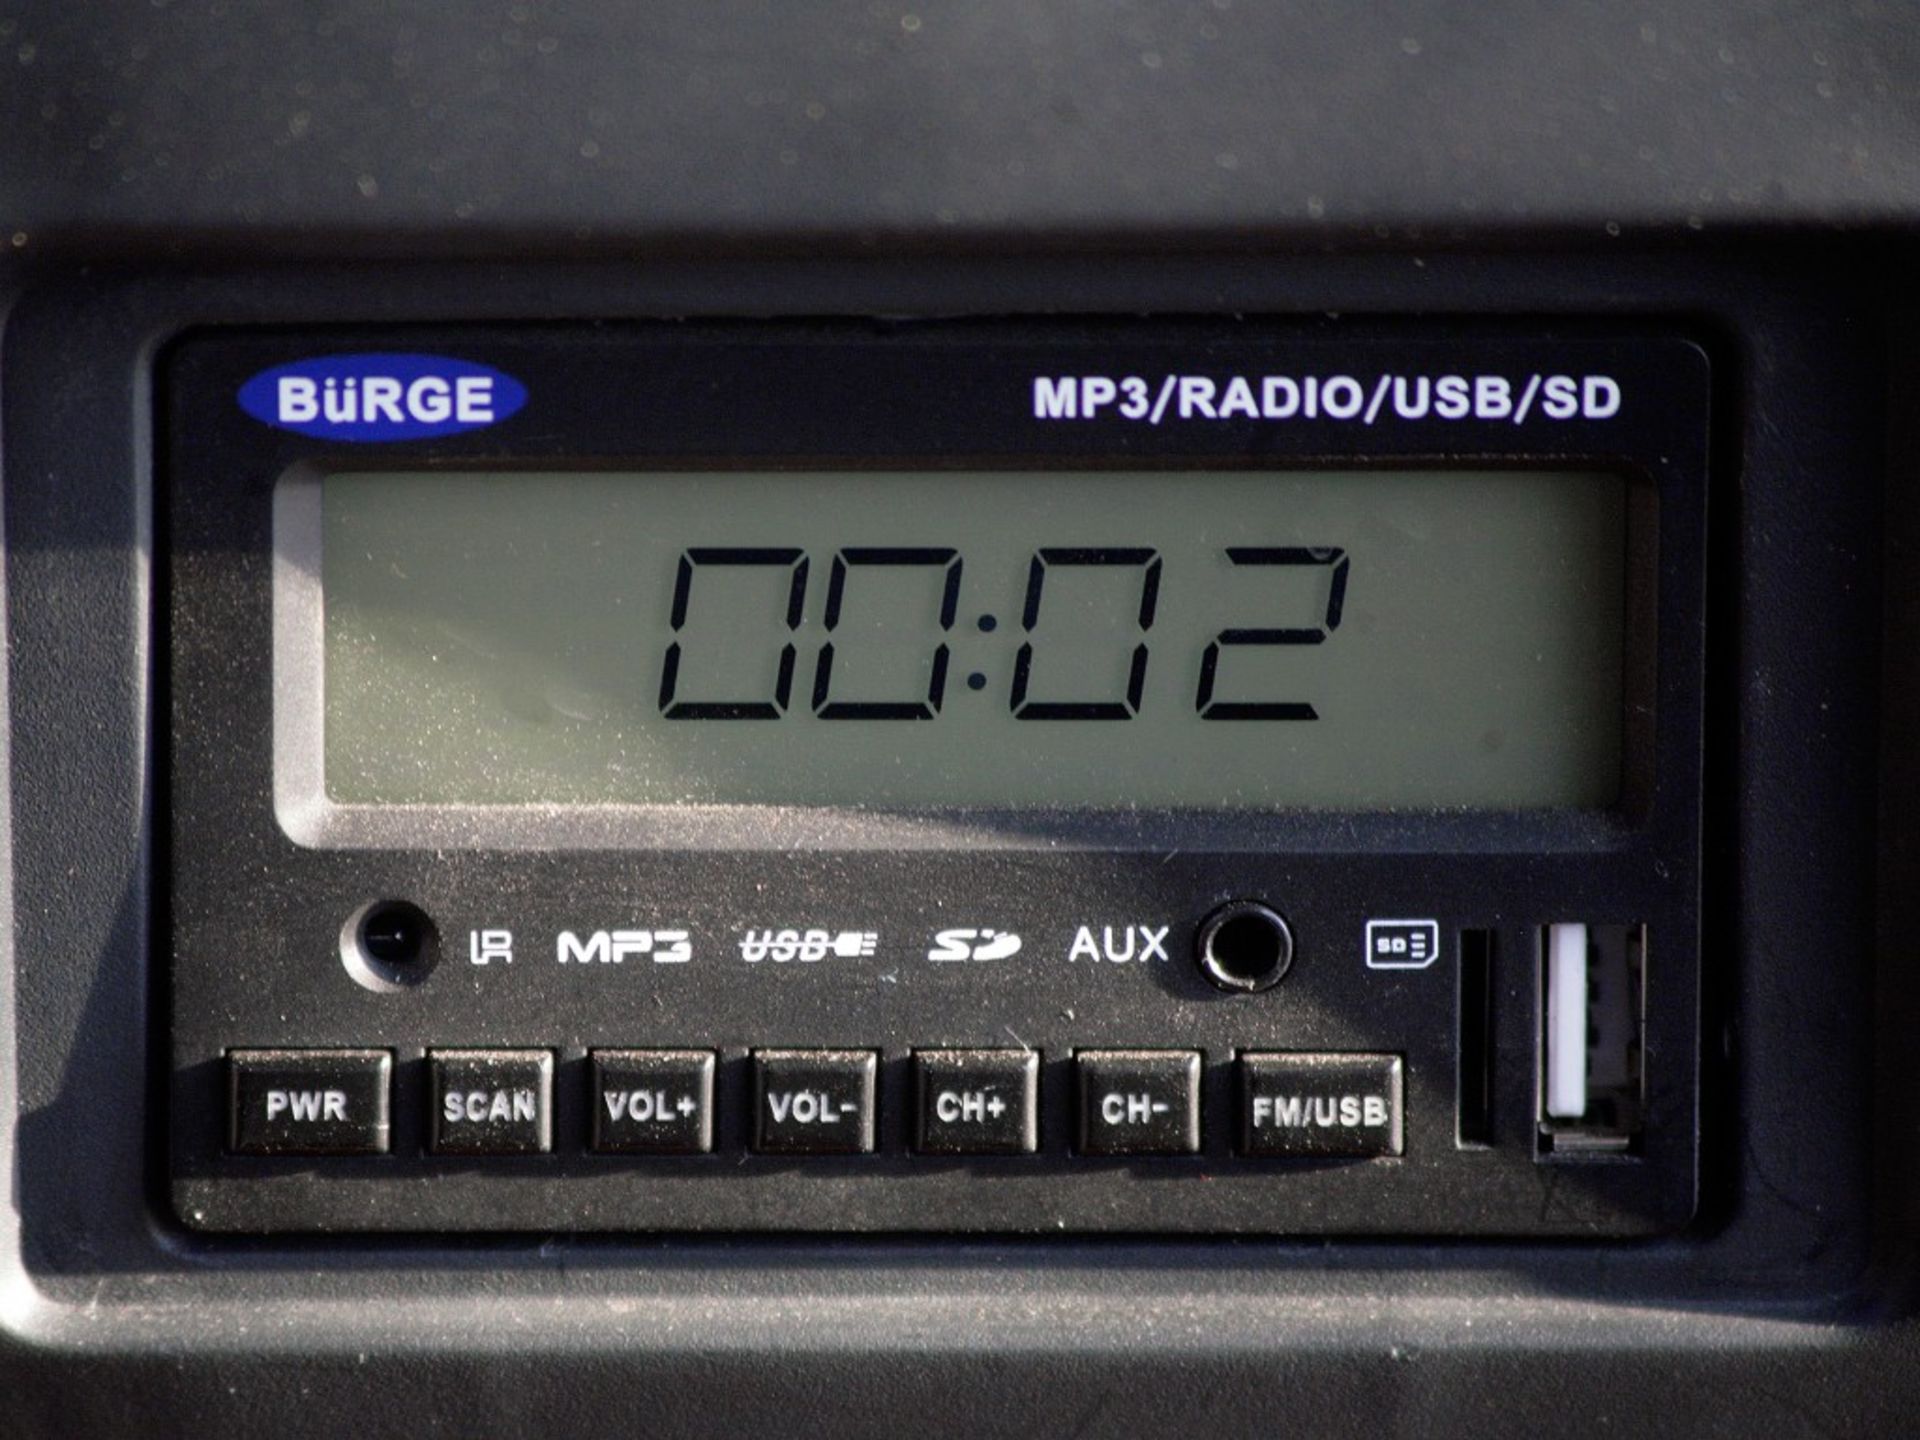 BüRGE
MP3/RADIO/USB/SD
00:02
IR MP3 USB SD AUX SD
PWR SCAN VOL+ VOL- CH+ CH- FM/USB